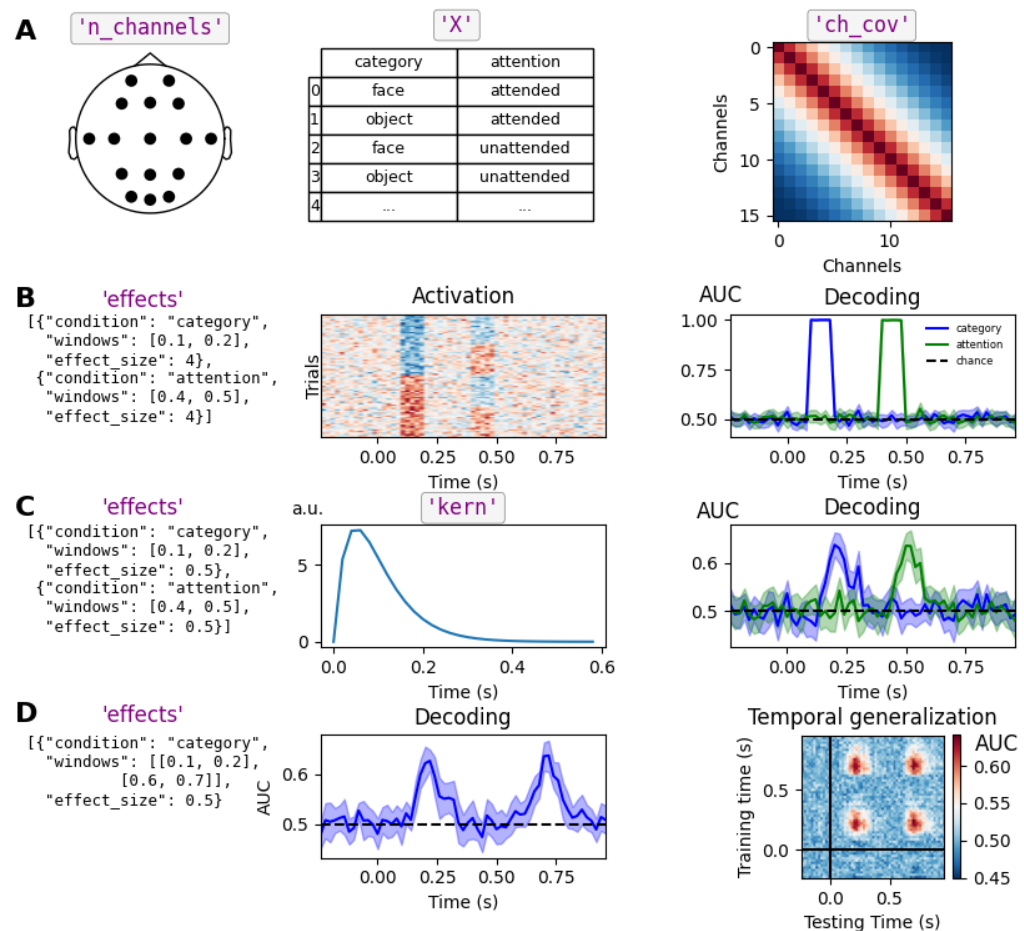 A
'n_channels'
'X'
'ch_cov'
category attention
0 face attended
1 object attended
2 face unattended
3 object unattended
4 ... ...
Channels
0
5
10
15
0 10
Channels
B
'effects'
[{"condition": "category",
"windows": [0.1, 0.2],
"effect_size": 4},
{"condition": "attention",
"windows": [0.4, 0.5],
"effect_size": 4}]
Activation
Trials
0.00 0.25 0.50 0.75
Time (s)
AUC
Decoding
1.00
0.75
0.50
category
attention
chance
0.00 0.25 0.50 0.75
Time (s)
C
'effects'
[{"condition": "category",
"windows": [0.1, 0.2],
"effect_size": 0.5},
{"condition": "attention",
"windows": [0.4, 0.5],
"effect_size": 0.5}]
a.u.
'kern'
5
0
0.0 0.2 0.4 0.6
Time (s)
AUC
Decoding
0.6
0.5
0.00 0.25 0.50 0.75
Time (s)
D
'effects'
[{"condition": "category",
"windows": [[0.1, 0.2],
[0.6, 0.7]],
"effect_size": 0.5}
Decoding
AUC
0.6
0.5
0.00 0.25 0.50 0.75
Time (s)
Temporal generalization
Training time (s)
0.5
0.0
0.0 0.5
Testing Time (s)
AUC
0.60
0.55
0.50
0.45